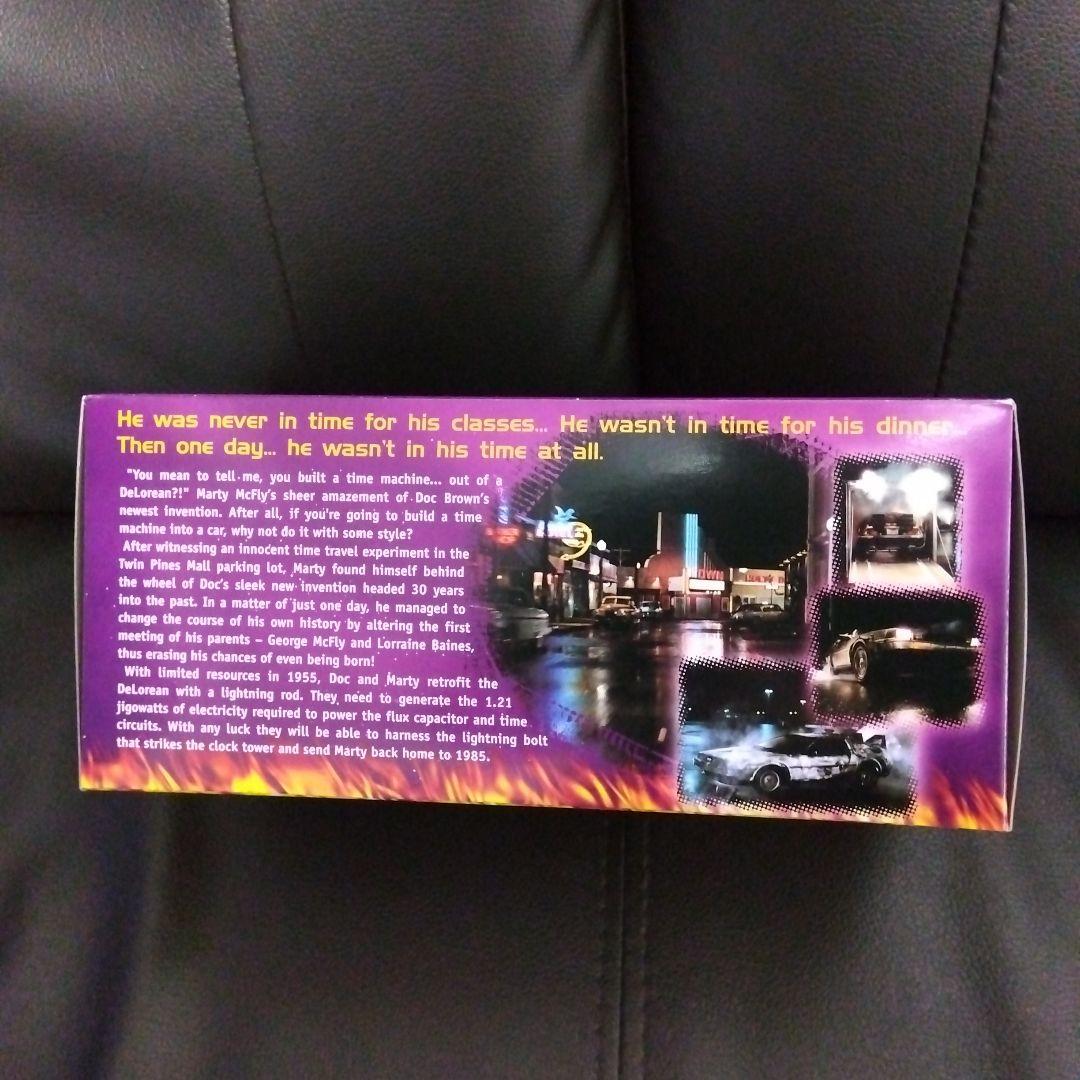 He was never in time for his classes... He wasn't in time for his dinner...
Then one day... he wasn't in his time at all.
"You mean to tell me, you built a time machine... out of a
DeLorean?!" Marty McFly's sheer amazement of Doc Brown's
newest invention. After all, if you're going to build a time
machine into a car, why not do it with some style?
After witnessing an innocent time travel experiment in the
Twin Pines Mall parking lot, Marty found himself behind
the wheel of Doc's sleek new invention headed 30 years
into the past. In a matter of just one day, he managed to
change the course of his own history by altering the first
meeting of his parents – George McFly and Lorraine Baines,
thus erasing his chances of even being born!
With limited resources in 1955, Doc and Marty retrofit the
DeLorean with a lightning rod. They need to generate the 1.21
jigowatts of electricity required to power the flux capacitor and time
circuits. With any luck they will be able to harness the lightning bolt
that strikes the clock tower and send Marty back home to 1985.